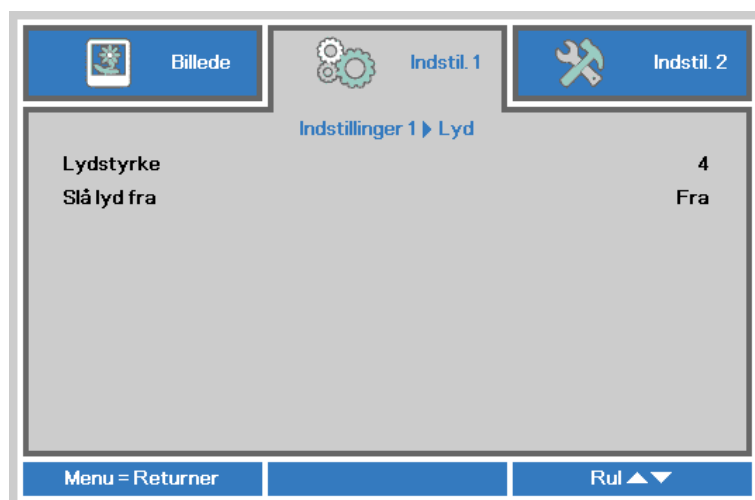 Billede
Indstil. 1
Indstil. 2
Indstillinger 1 ▶ Lyd
Lydstyrke 4
Slå lyd fra Fra
Menu = Returner
Rul ▲▼